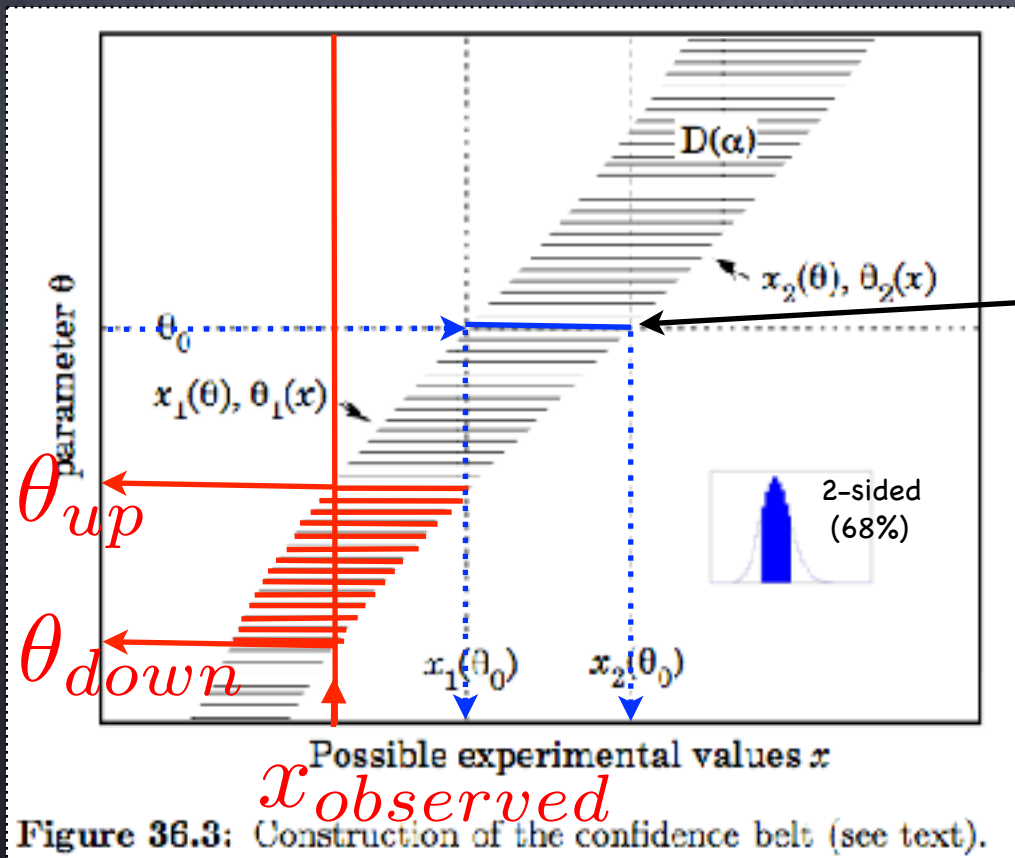 D(α)
x₂(θ), θ₂(x)
θ₀
x₁(θ), θ₁(x)
parameter θ
θ_up
2-sided
(68%)
θ_down
x₁(θ₀) x₂(θ₀)
Possible experimental values x
x_observed
Figure 36.3: Construction of the confidence belt (see text).